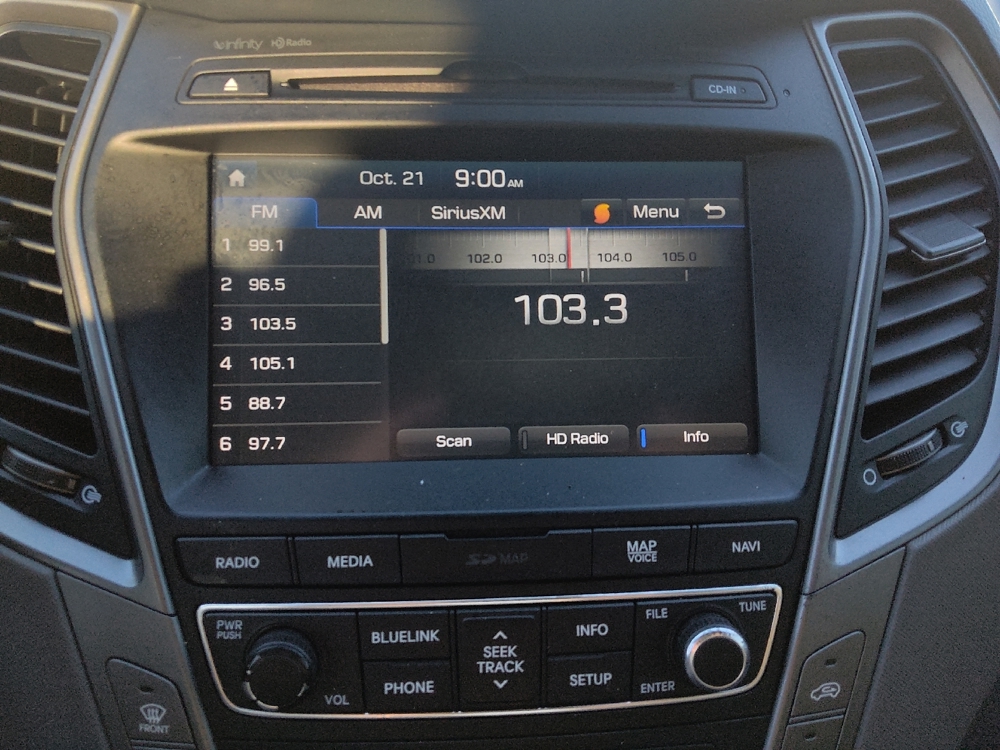 infinity HD Radio
CD-IN
Oct. 21 9:00 AM
FM AM SiriusXM Menu
1 99.1
2 96.5
3 103.5
4 105.1
5 88.7
6 97.7
102.0 103.0 104.0 105.0
103.3
Scan HD Radio Info
RADIO MEDIA SD MAP MAP VOICE NAVI
PWR
PUSH
VOL
BLUELINK
PHONE
SEEK
TRACK
INFO
SETUP
FILE
TUNE
ENTER
FRONT